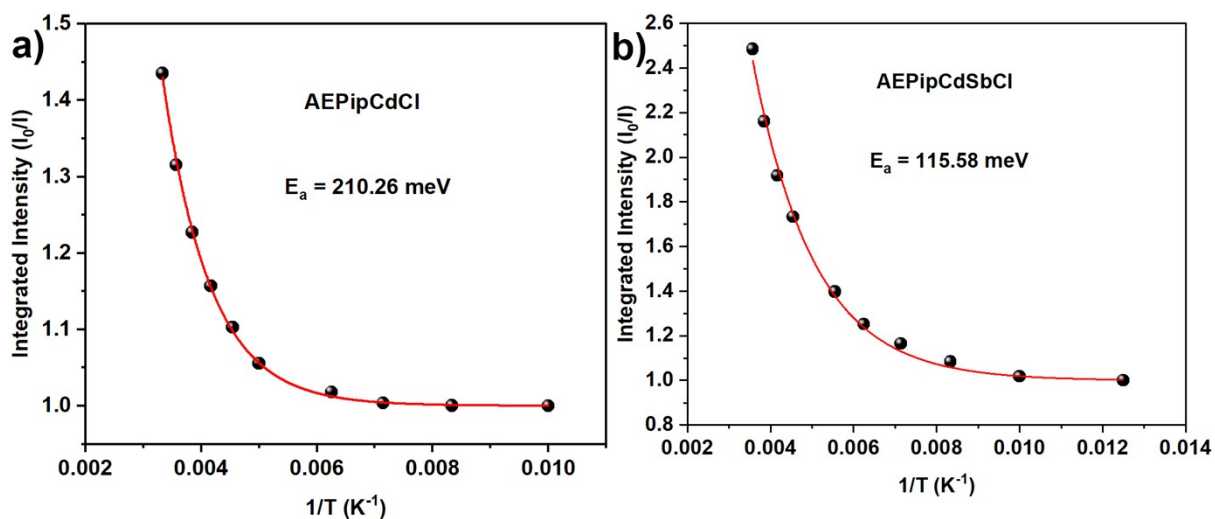 a)
1.5
1.4
1.3
1.2
1.1
1.0
Integrated Intensity (I₀/I)
AEPipCdCl
Eₐ = 210.26 meV
0.002 0.004 0.006 0.008 0.010
1/T (K⁻¹)
b)
2.6
2.4
2.2
2.0
1.8
1.6
1.4
1.2
1.0
0.8
Integrated Intensity (I₀/I)
AEPipCdSbCl
Eₐ = 115.58 meV
0.002 0.004 0.006 0.008 0.010 0.012 0.014
1/T (K⁻¹)